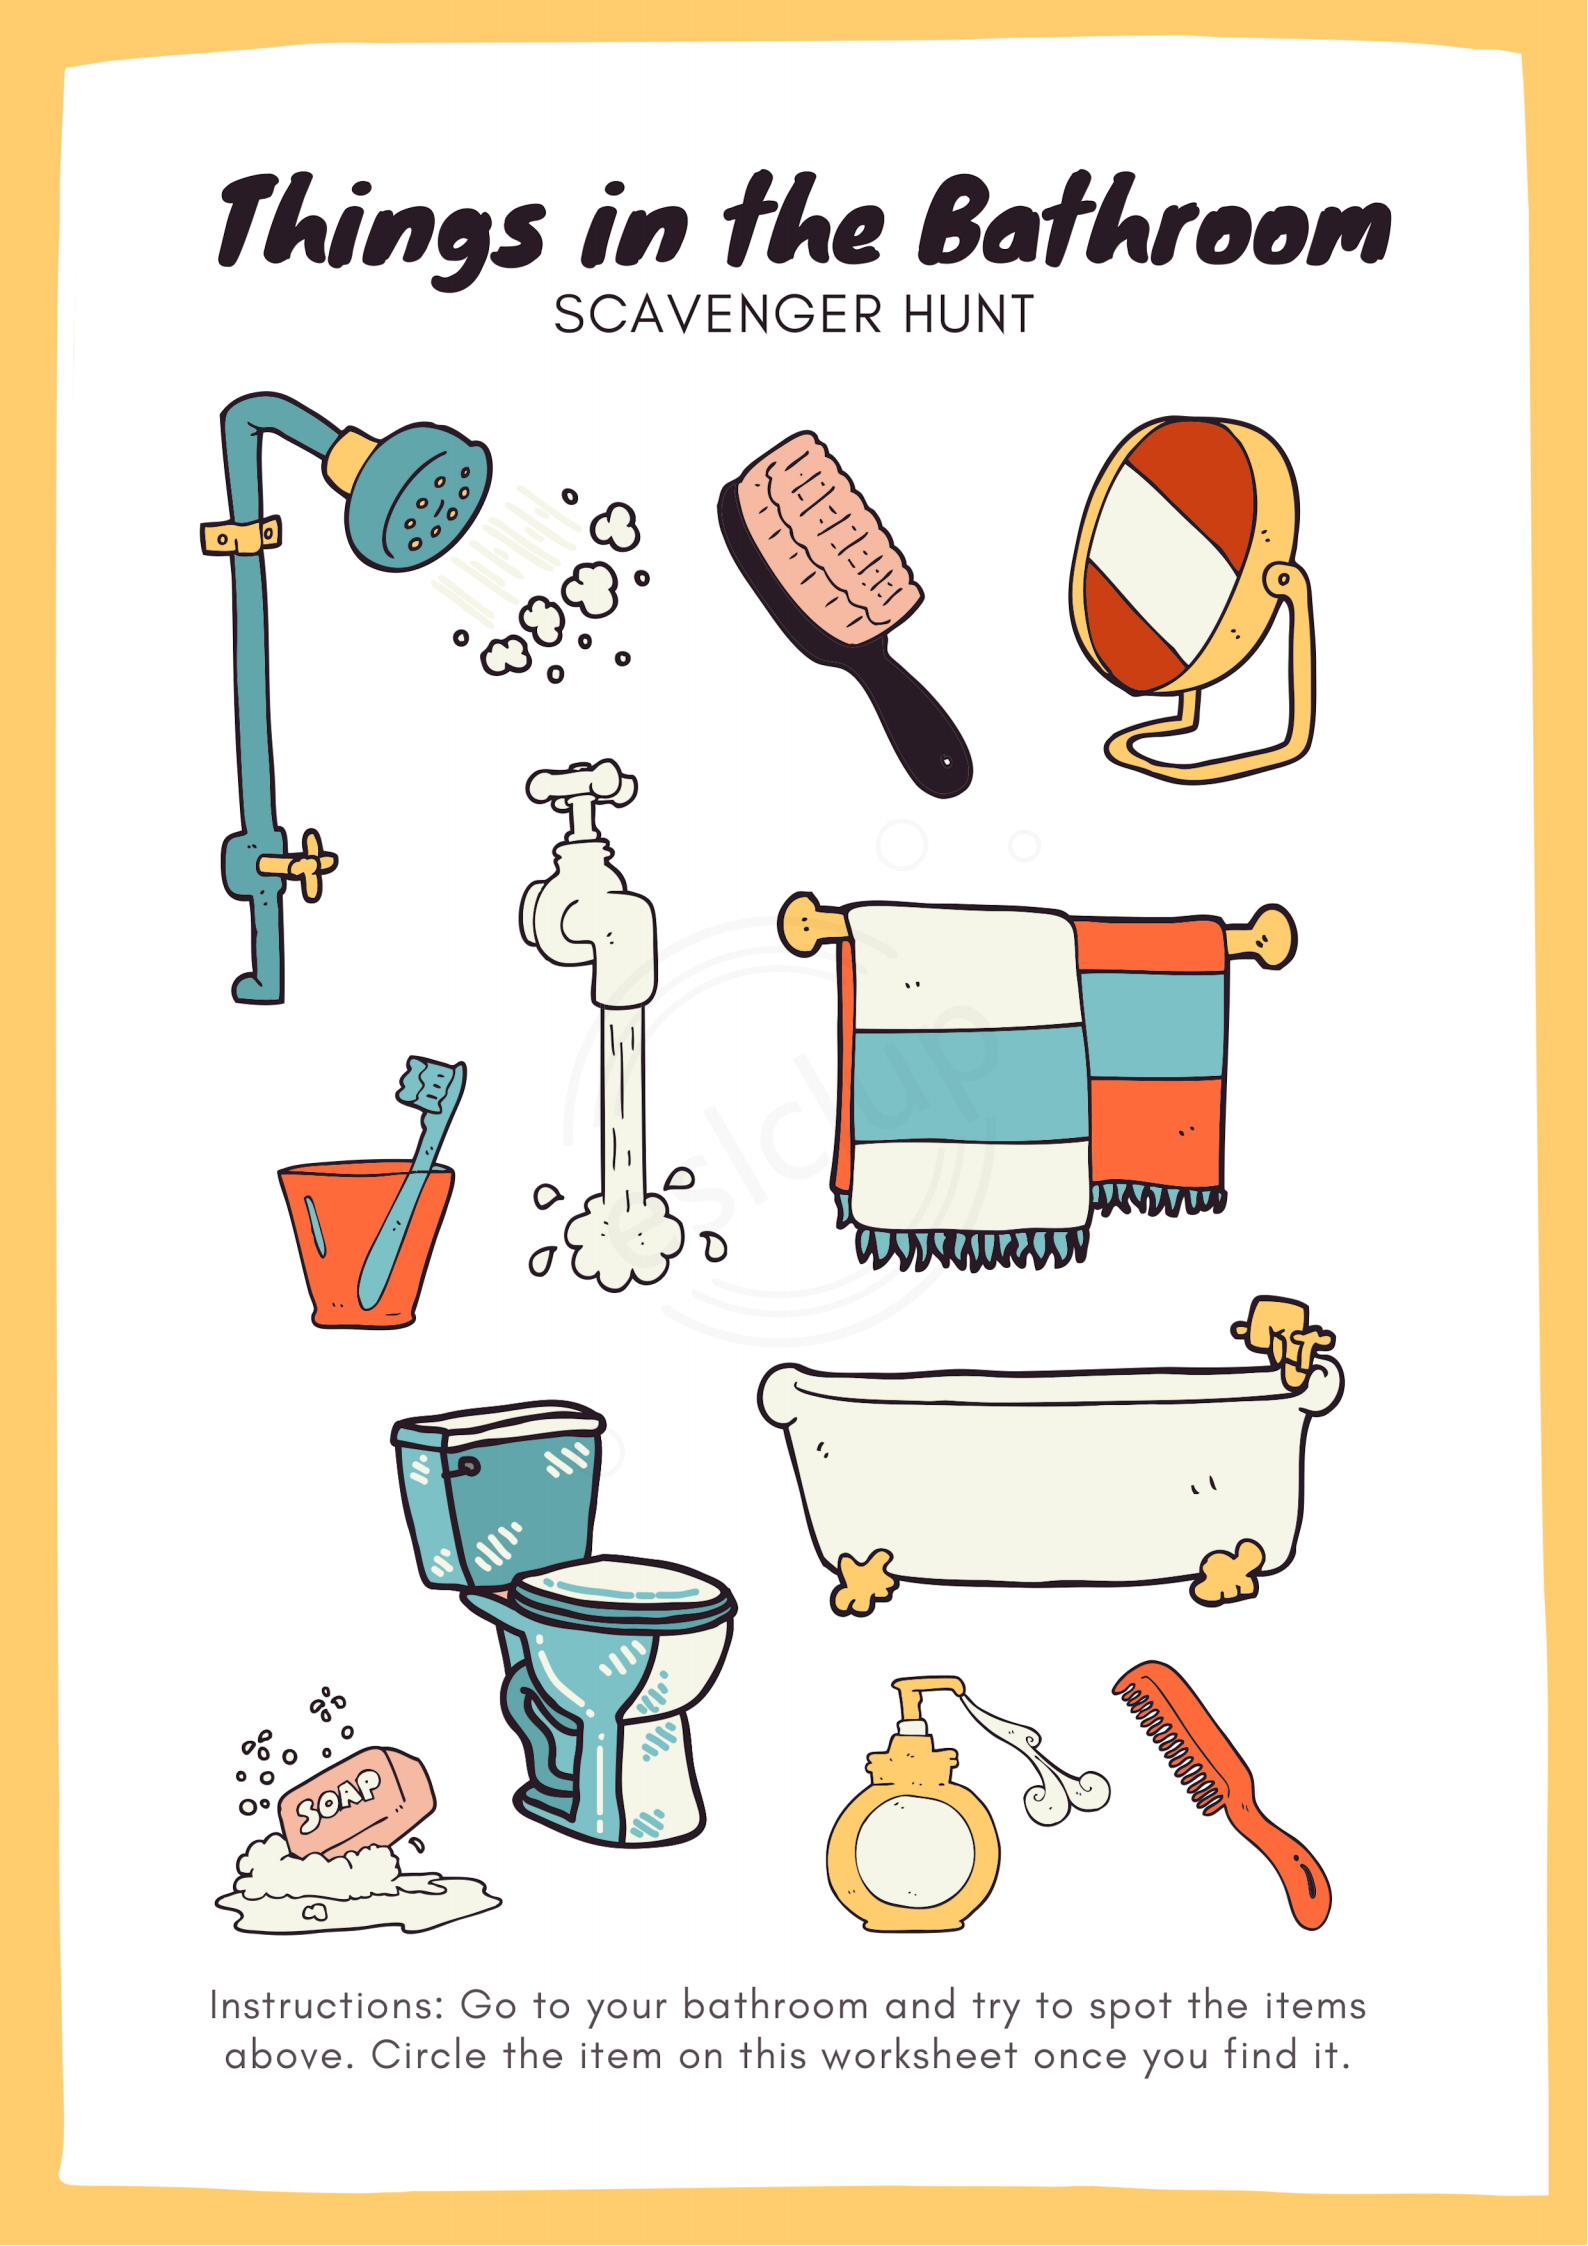 Things in the Bathroom
SCAVENGER HUNT
eslclup
SOAP
Instructions: Go to your bathroom and try to spot the items
above. Circle the item on this worksheet once you find it.